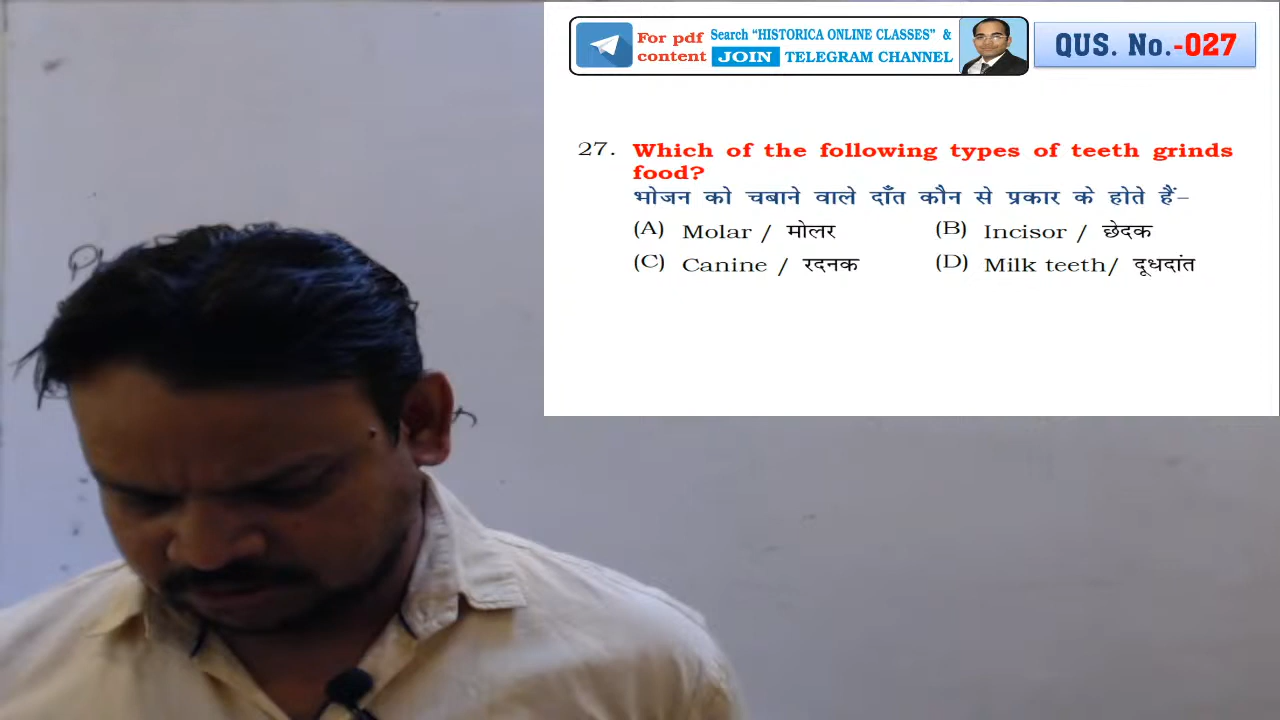 For pdf content
Search "HISTORICA ONLINE CLASSES" &
JOIN TELEGRAM CHANNEL
QUS. No.-027
27. Which of the following types of teeth grinds
food?
भोजन को चबाने वाले दाँत कौन से प्रकार के होते हैं-
(A) Molar / मोलर (B) Incisor / छेदक
(C) Canine / रदनक (D) Milk teeth/ दूधदांत